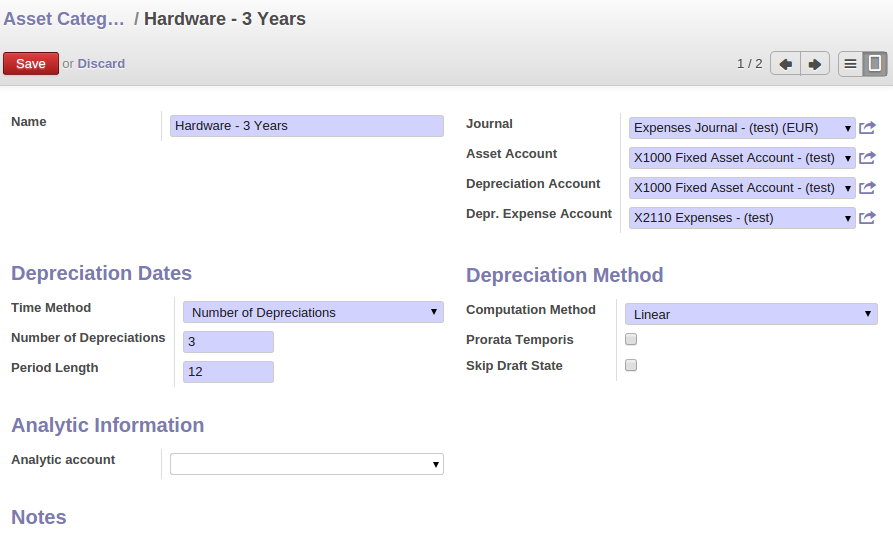 Asset Categ… / Hardware - 3 Years
Save or Discard
1 / 2
Name
Hardware - 3 Years
Journal
Expenses Journal - (test) (EUR)
Asset Account
X1000 Fixed Asset Account - (test)
Depreciation Account
X1000 Fixed Asset Account - (test)
Depr. Expense Account
X2110 Expenses - (test)
Depreciation Dates
Time Method
Number of Depreciations
Number of Depreciations
3
Period Length
12
Depreciation Method
Computation Method
Linear
Prorata Temporis
Skip Draft State
Analytic Information
Analytic account
Notes